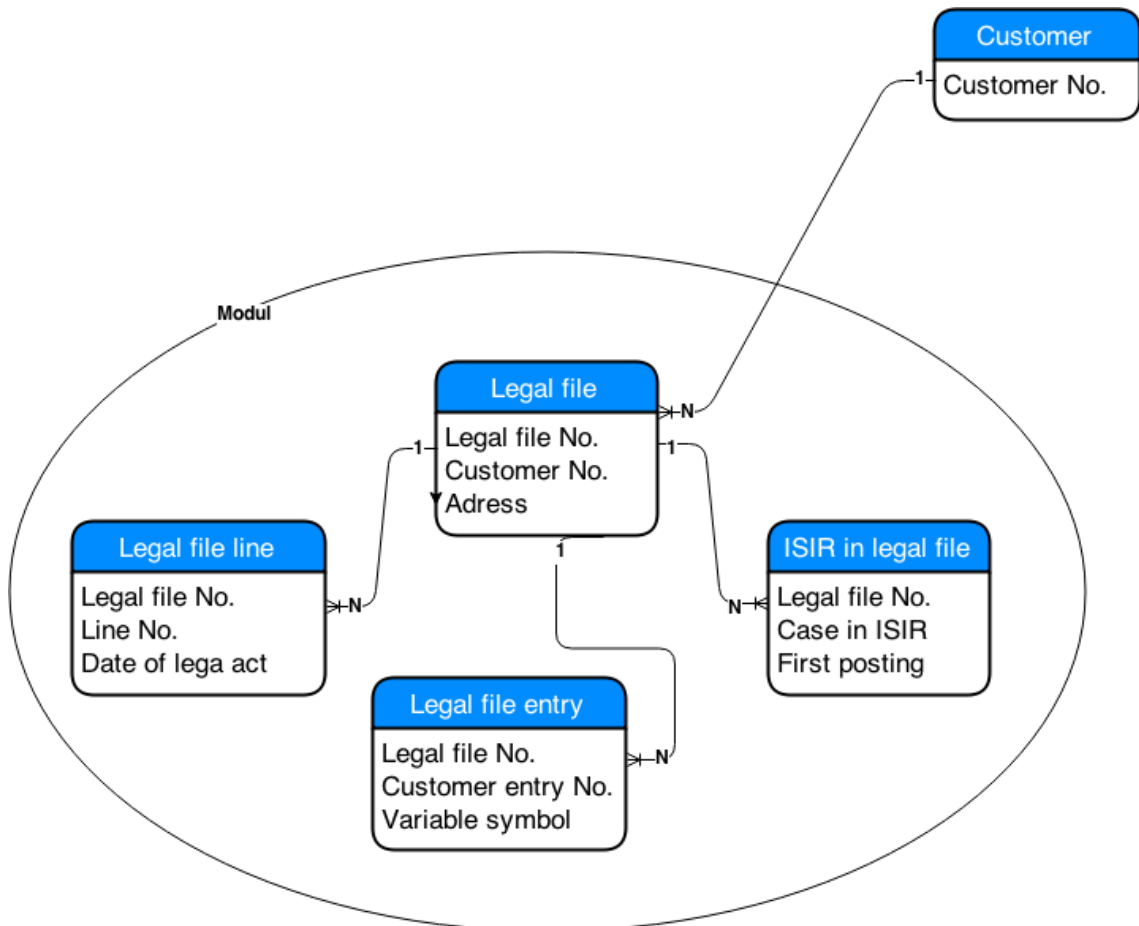 Customer
Customer No.
1
Modul
Legal file
Legal file No.
Customer No.
Adress
N
1
1
1
Legal file line
Legal file No.
Line No.
Date of lega act
N
ISIR in legal file
Legal file No.
Case in ISIR
First posting
N
Legal file entry
Legal file No.
Customer entry No.
Variable symbol
N